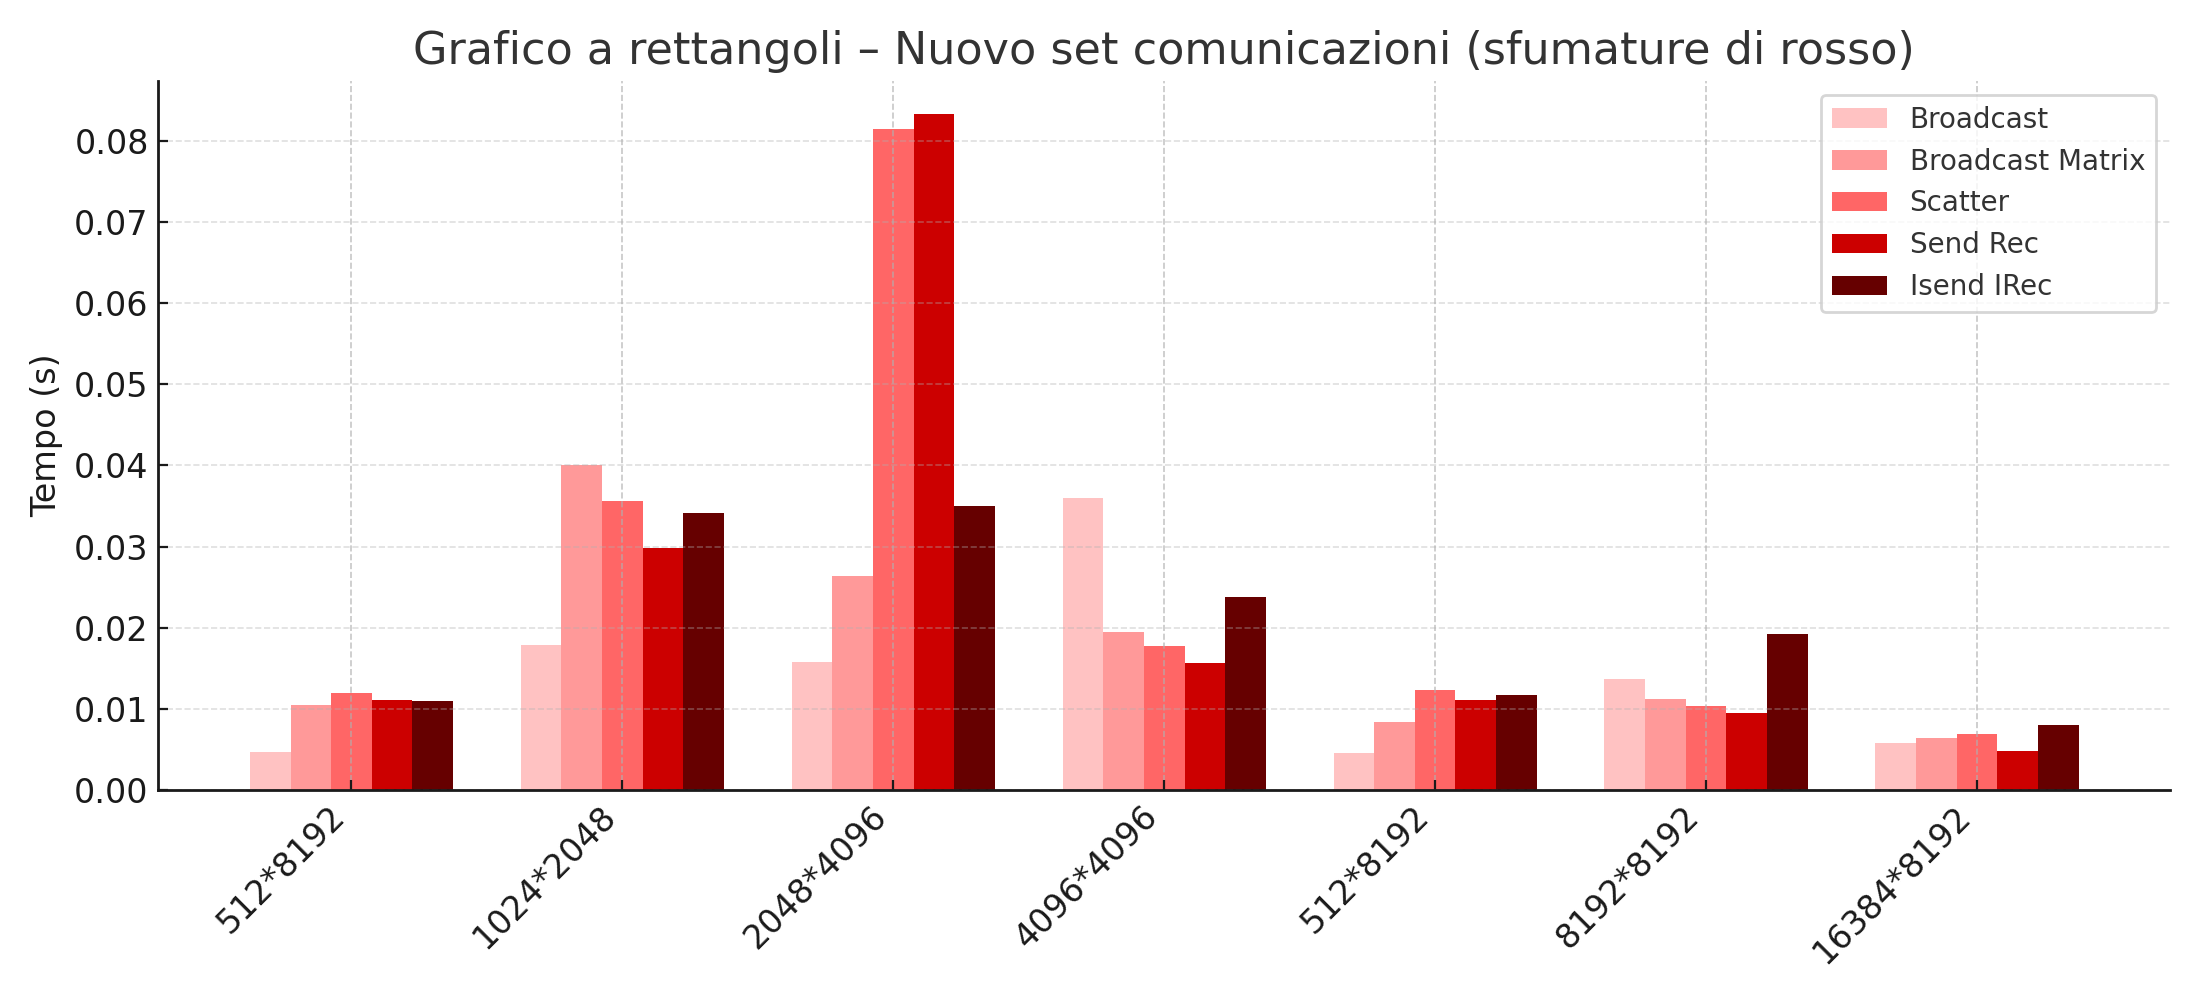 Grafico a rettangoli – Nuovo set comunicazioni (sfumature di rosso)
Broadcast
Broadcast Matrix
Scatter
Send Rec
Isend IRec
Tempo (s)
0.08
0.07
0.06
0.05
0.04
0.03
0.02
0.01
0.00
512*8192
1024*2048
2048*4096
4096*4096
512*8192
8192*8192
16384*8192